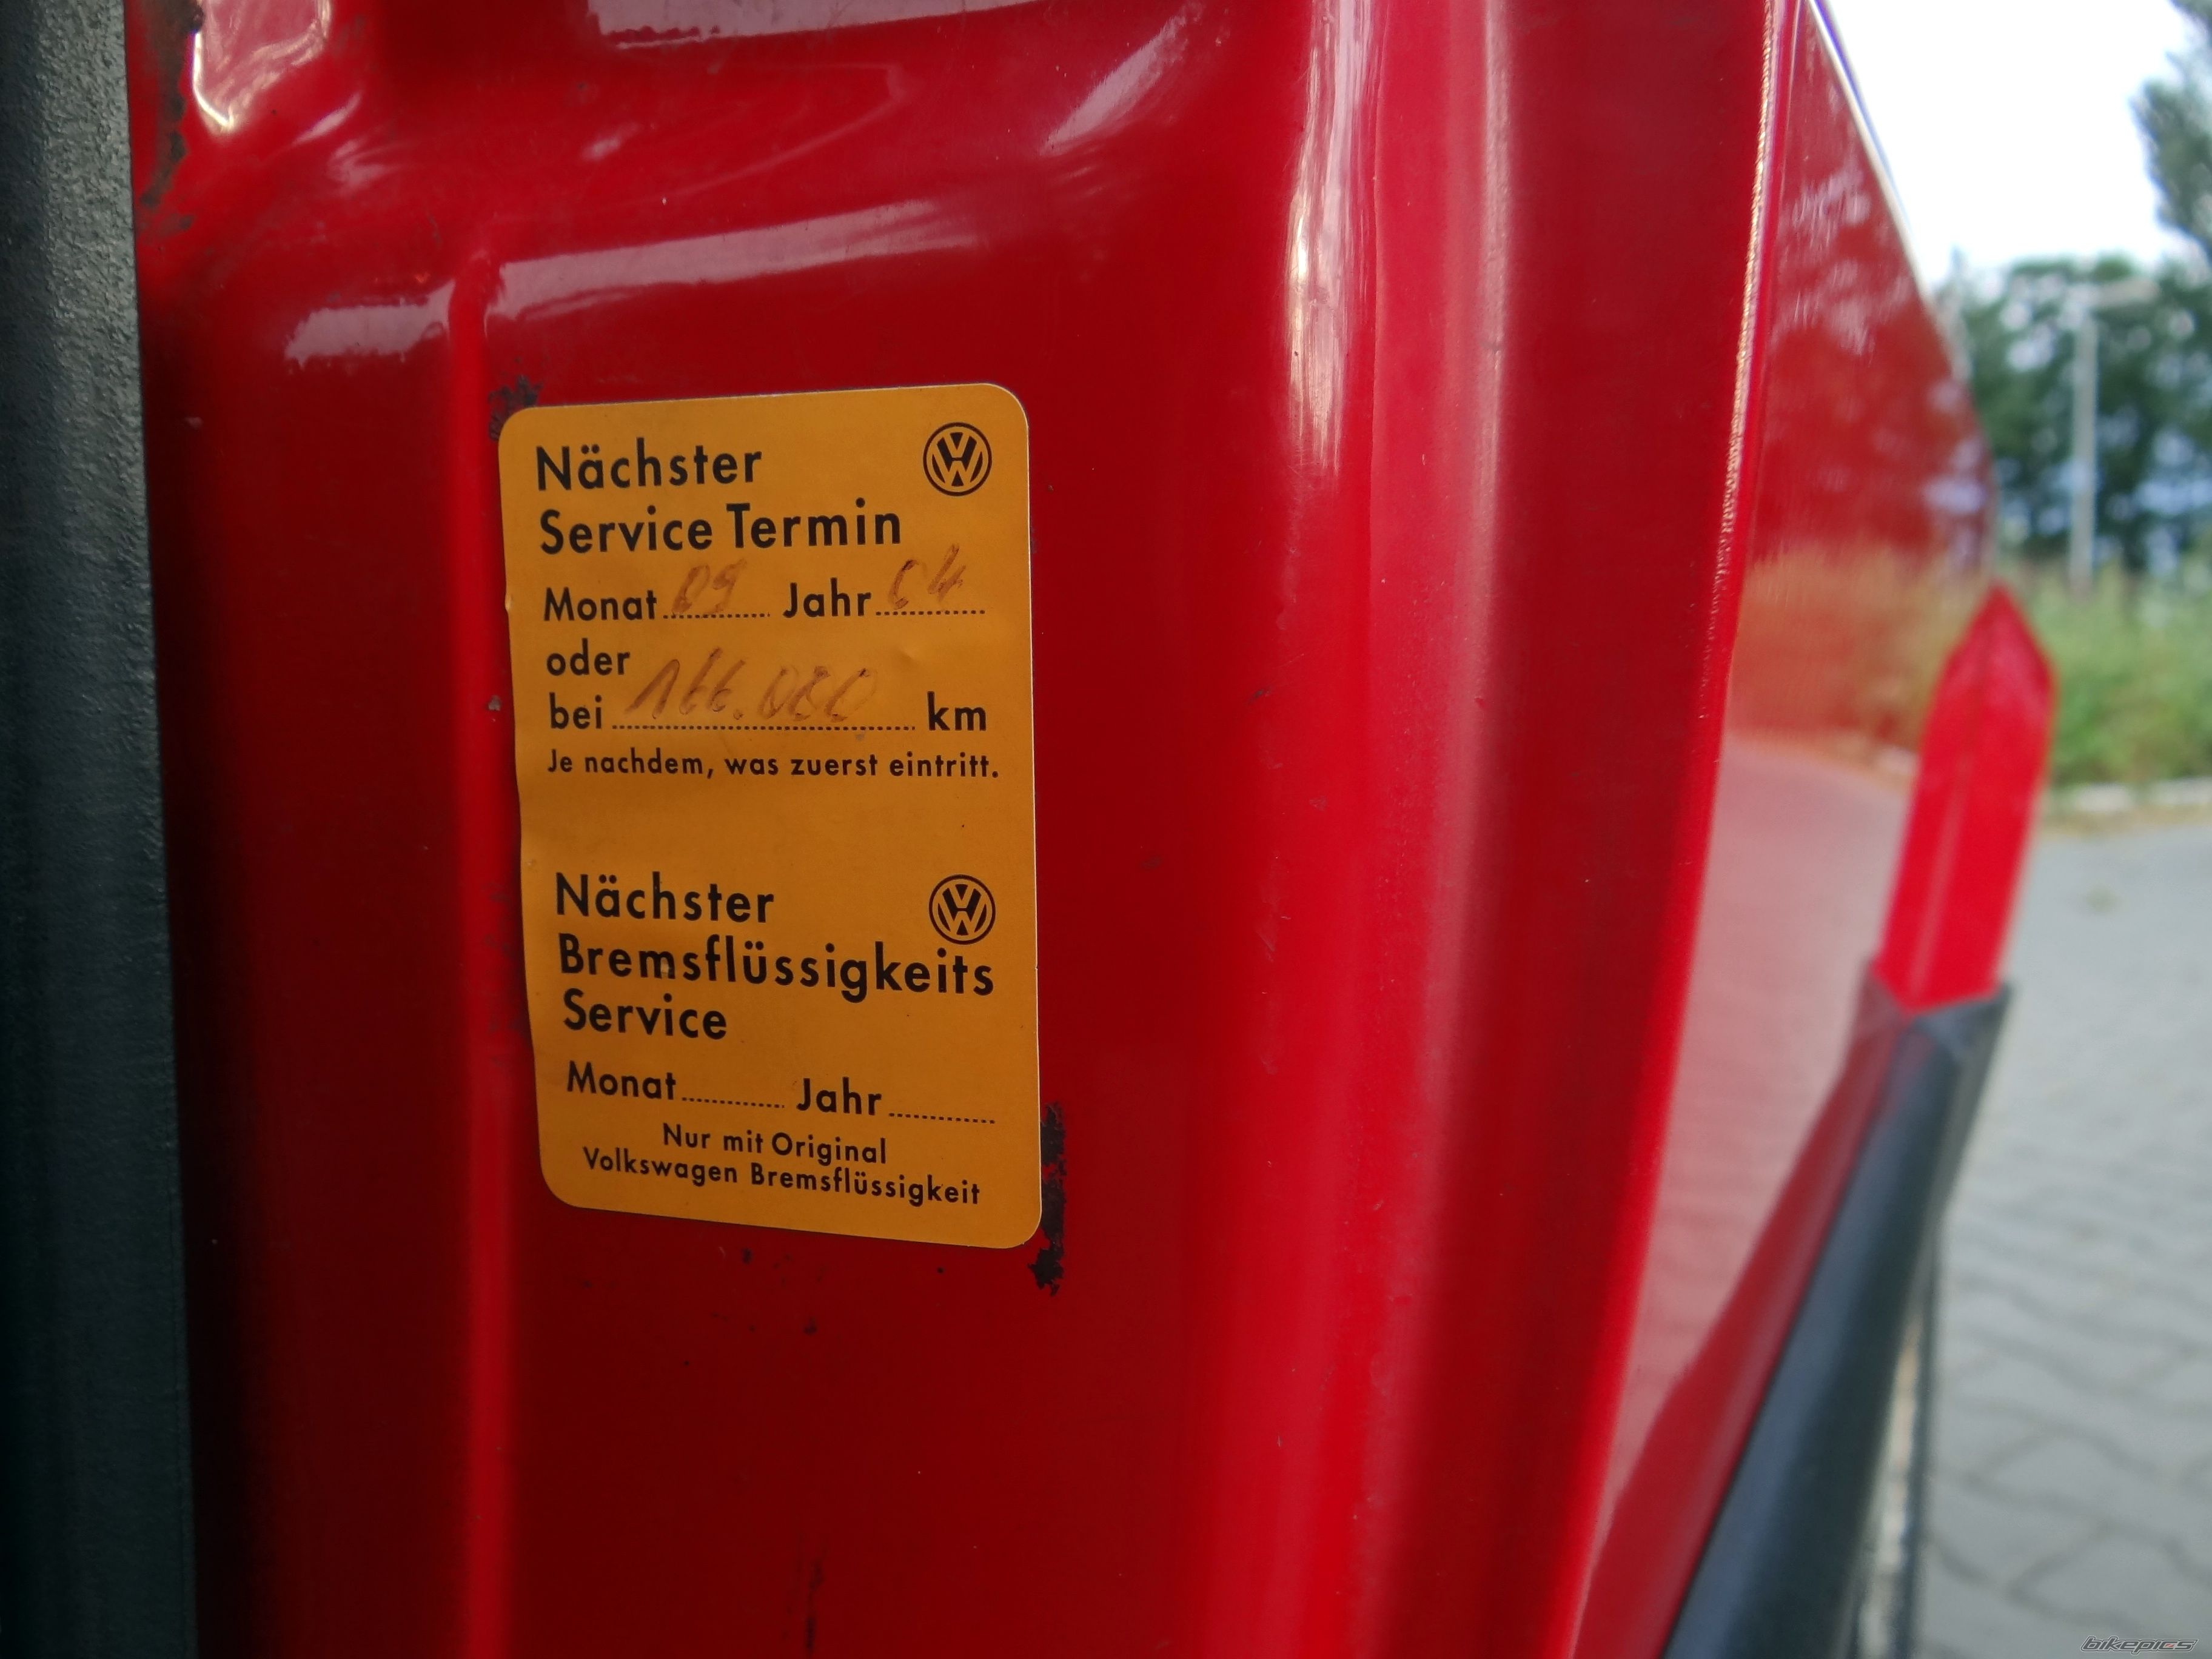 Nächster
Service Termin
Monat 09 Jahr 04
oder
bei 166.000 km
Je nachdem, was zuerst eintritt.
Nächster
Bremsflüssigkeits
Service
Monat Jahr
Nur mit Original
Volkswagen Bremsflüssigkeit
bikepics